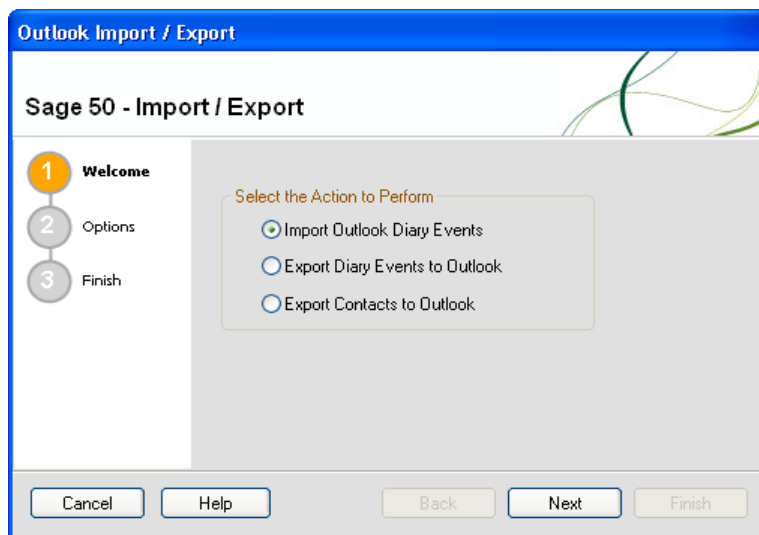 Outlook Import / Export
Sage 50 - Import / Export
1 Welcome
2 Options
3 Finish
Select the Action to Perform
Import Outlook Diary Events
Export Diary Events to Outlook
Export Contacts to Outlook
Cancel Help Back Next Finish